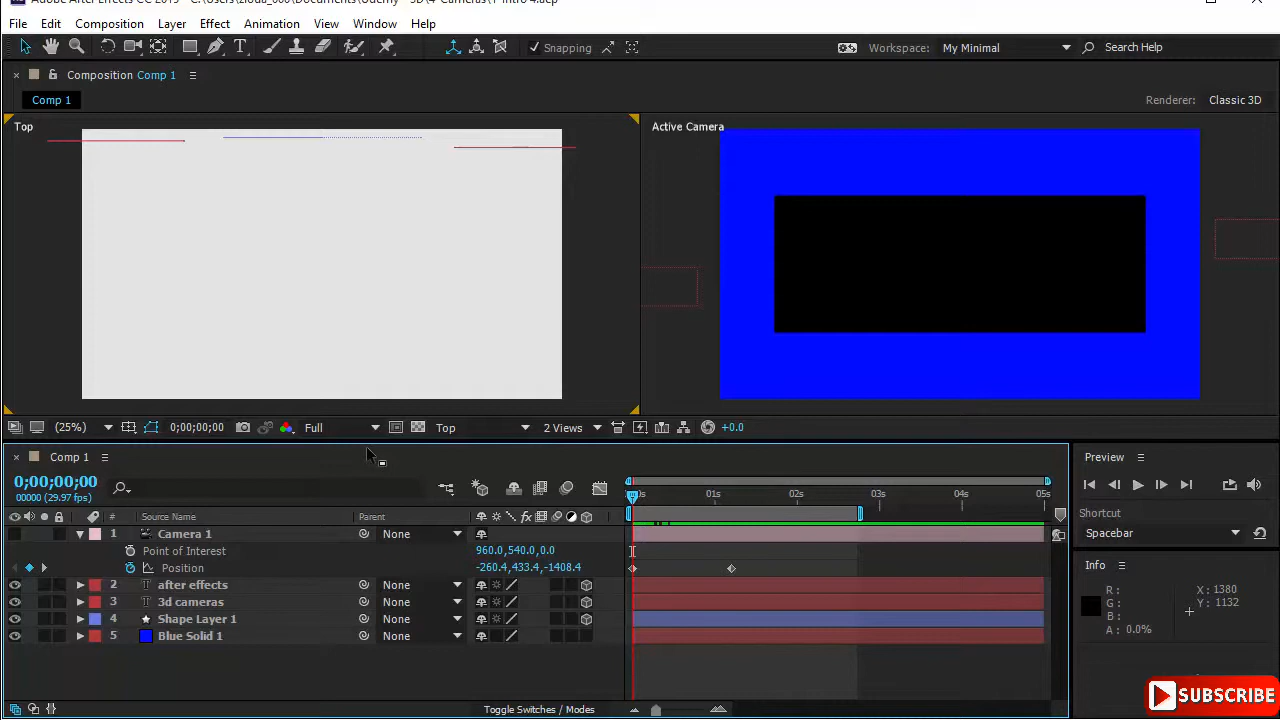 File Edit Composition Layer Effect Animation View Window Help
Snapping Workspace: My Minimal Search Help
Composition Comp 1
Comp 1 Renderer: Classic 3D
Top Active Camera
(25%) 0;00;00;00 Full Top 2 Views +0.0
Comp 1 Preview
0;00;00;00
00000 (29.97 fps) 01s 02s 03s 04s 05s
# Source Name Parent Shortcut
1 Camera 1 None Spacebar
Point of Interest 960.0,540.0,0.0
Position -260.4,433.4,-1408.4 Info
2 after effects None R: X: 1380
3 3d cameras None G: Y: 1132
4 Shape Layer 1 None B:
5 Blue Solid 1 None A: 0.0%
SUBSCRIBE
Toggle Switches / Modes